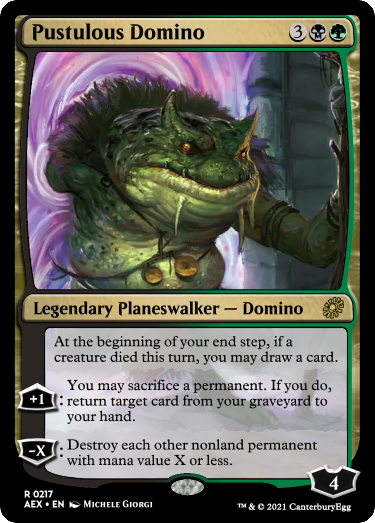 Pustulous Domino 3
Legendary Planeswalker — Domino
At the beginning of your end step, if a
creature died this turn, you may draw a card.
+1 : You may sacrifice a permanent. If you do,
return target card from your graveyard to
your hand.
-X : Destroy each other nonland permanent
with mana value X or less.
4
R 0217
AEX • EN MICHELE GIORGI
™ & © 2021 CanterburyEgg